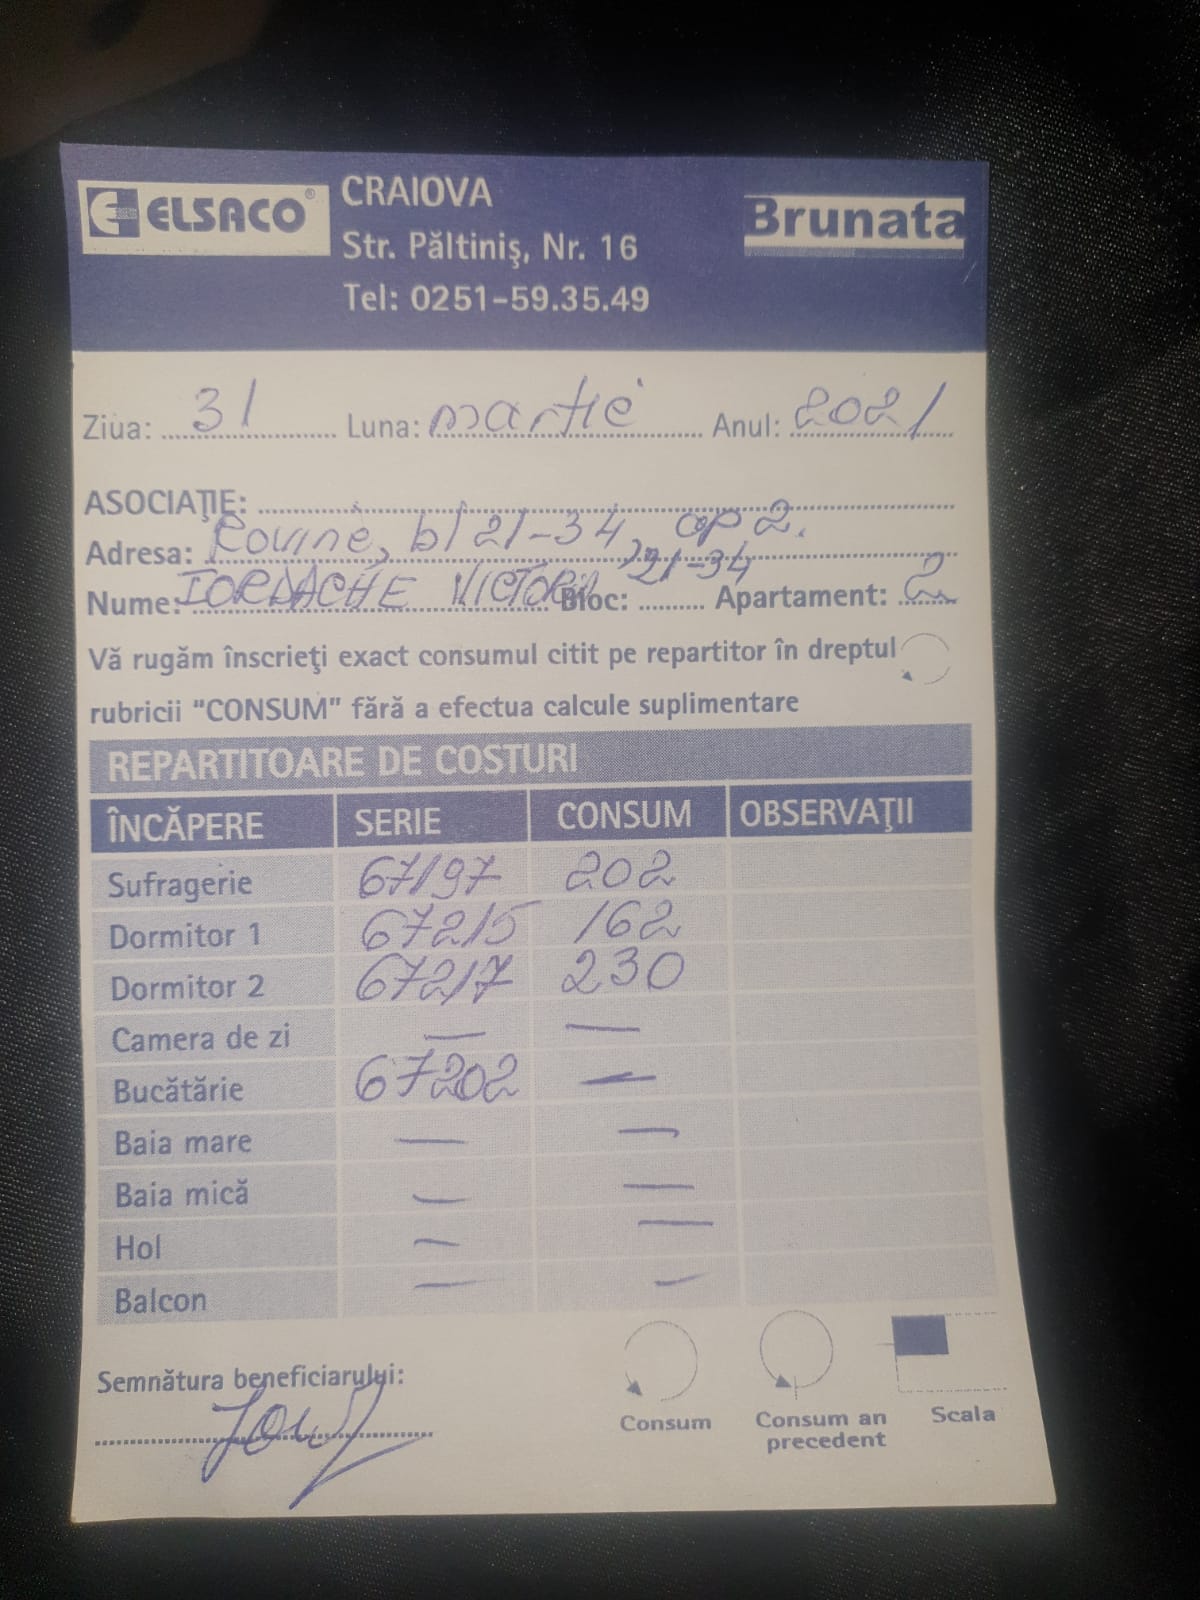 ELSACO®
CRAIOVA
Str. Păltiniş, Nr. 16
Tel: 0251-59.35.49
Brunata
Ziua: 31 Luna: martie Anul: 2021
ASOCIAŢIE:
Adresa: Rovine, bl 21-34, ap 2.
Nume: IORDACHE VICTORIA Bloc: 21-34 Apartament: 2
Vă rugăm înscrieţi exact consumul citit pe repartitor în dreptul
rubricii "CONSUM" fără a efectua calcule suplimentare
REPARTITOARE DE COSTURI
ÎNCĂPERE SERIE CONSUM OBSERVAŢII
Sufragerie 67197 202
Dormitor 1 67215 162
Dormitor 2 67217 230
Camera de zi — —
Bucătărie 67202 —
Baia mare — —
Baia mică — —
Hol — —
Balcon — —
Semnătura beneficiarului:
Consum
Consum an
precedent
Scala